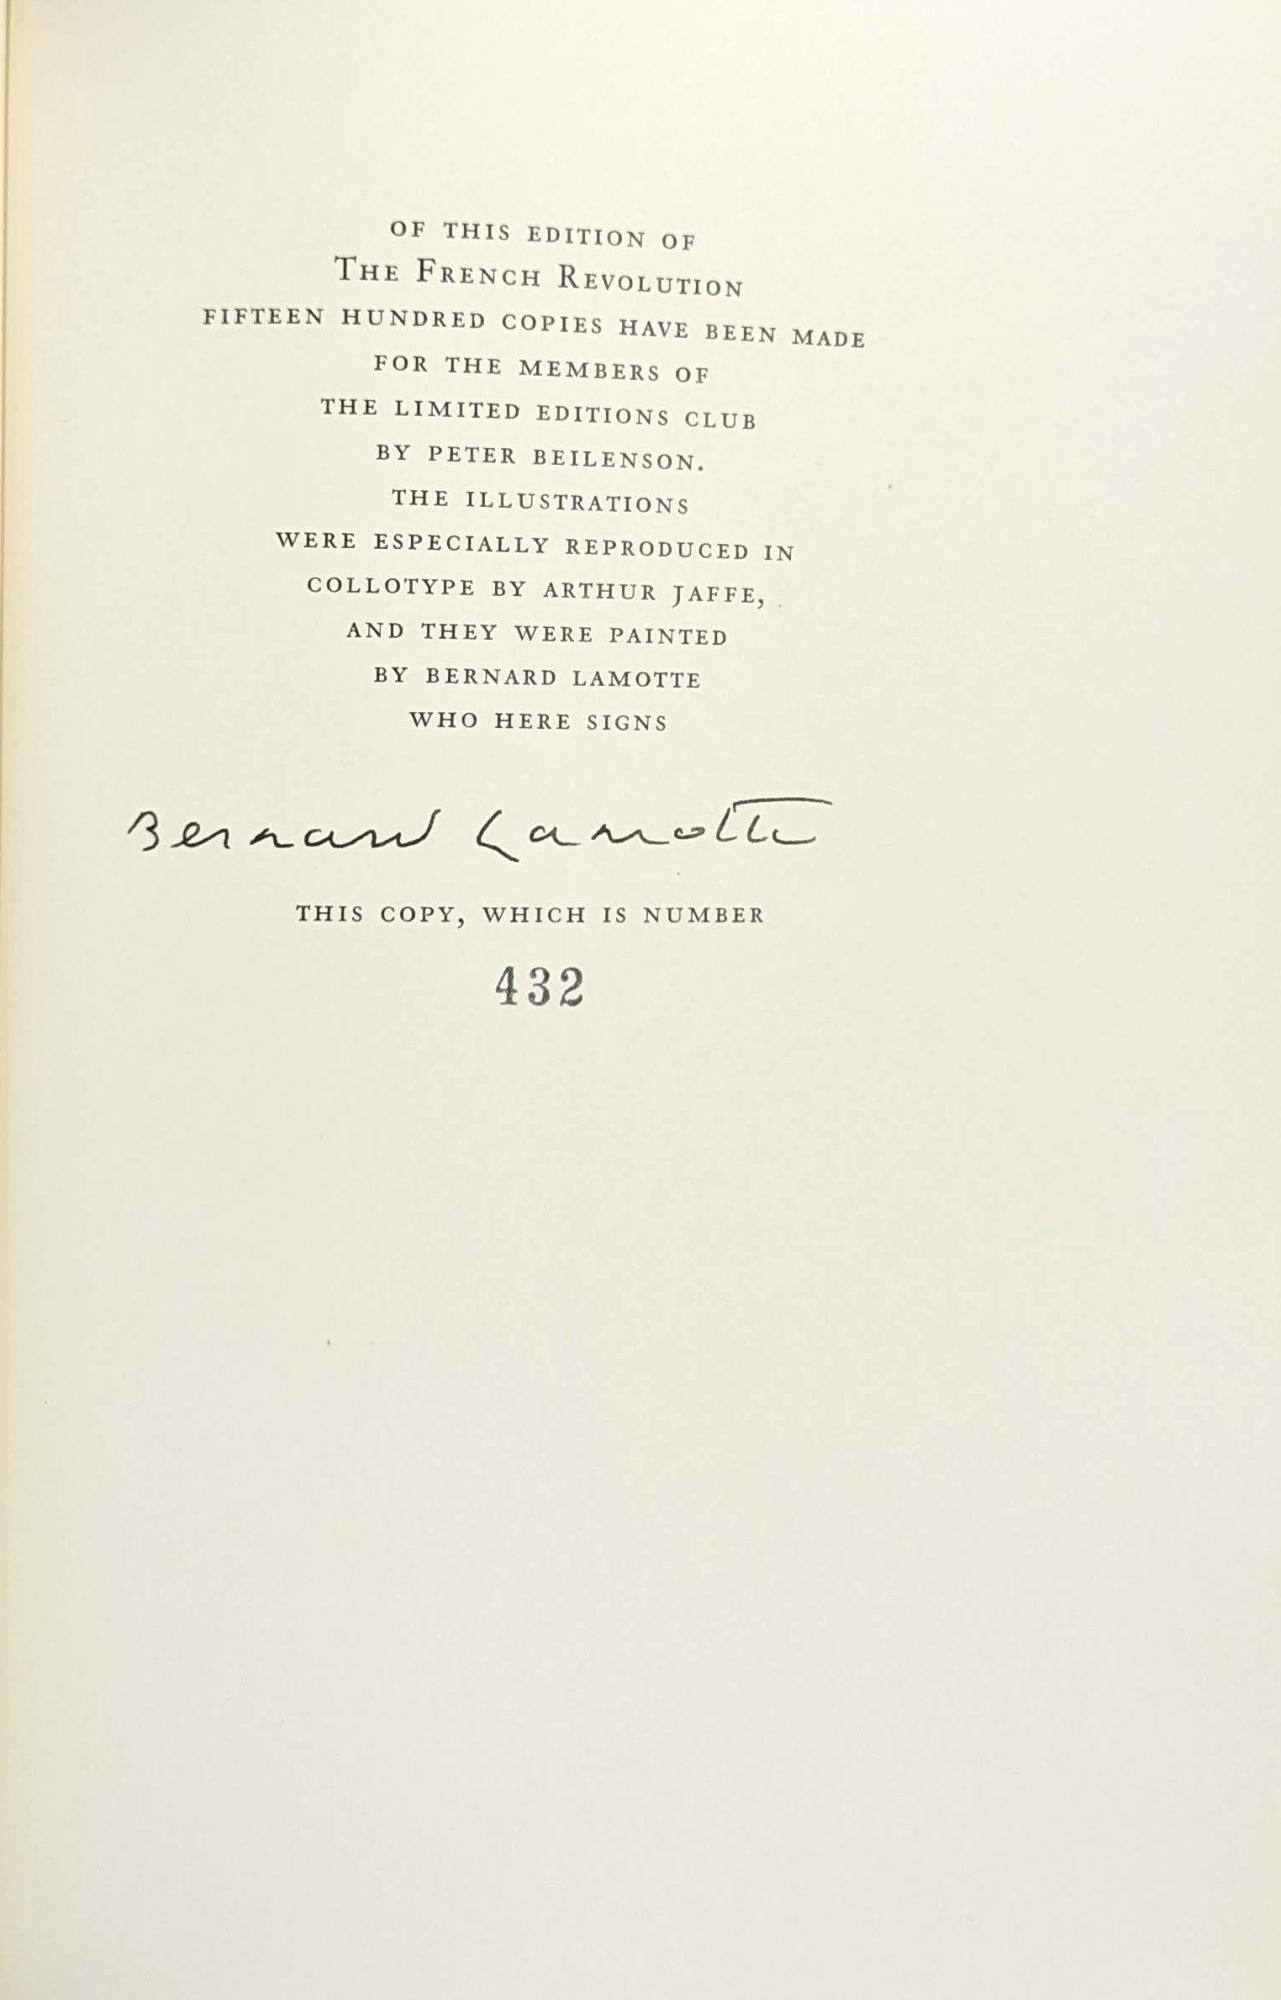 OF THIS EDITION OF
THE FRENCH REVOLUTION
FIFTEEN HUNDRED COPIES HAVE BEEN MADE
FOR THE MEMBERS OF
THE LIMITED EDITIONS CLUB
BY PETER BEILENSON.
THE ILLUSTRATIONS
WERE ESPECIALLY REPRODUCED IN
COLLOTYPE BY ARTHUR JAFFE,
AND THEY WERE PAINTED
BY BERNARD LAMOTTE
WHO HERE SIGNS
Bernard Lamotte
THIS COPY, WHICH IS NUMBER
432